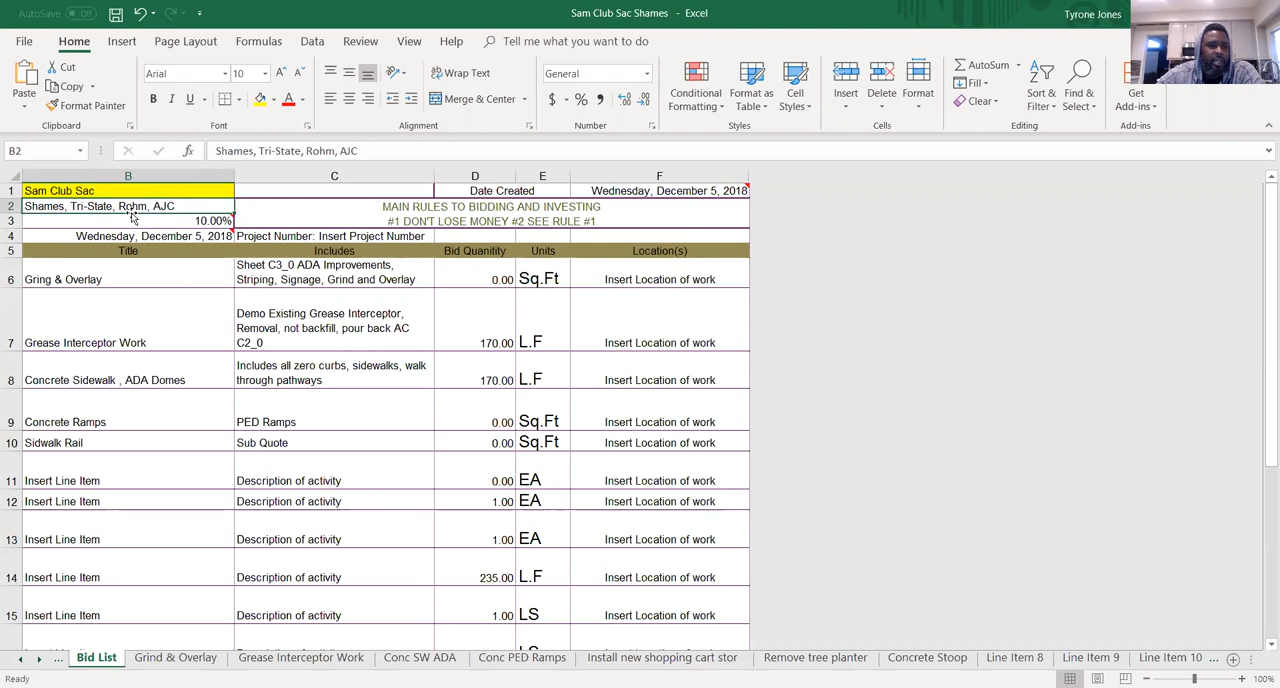 AutoSave Off Sam Club Sac Shames - Excel Tyrone Jones
File Home Insert Page Layout Formulas Data Review View Help Tell me what you want to do
Paste Cut Copy Format Painter Clipboard
Arial 10 B I U A Font
Wrap Text Merge & Center Alignment
General $ % , Number
Conditional Formatting Format as Table Cell Styles Styles
Insert Delete Format Cells
AutoSum Fill Clear Sort & Filter Find & Select Editing
Get Add-ins Add-ins
B2 fx Shames, Tri-State, Rohm, AJC
B C D E F
1 Sam Club Sac Date Created Wednesday, December 5, 2018
2 Shames, Tri-State, Rohm, AJC MAIN RULES TO BIDDING AND INVESTING
3 10.00% #1 DON'T LOSE MONEY #2 SEE RULE #1
4 Wednesday, December 5, 2018 Project Number: Insert Project Number
5 Title Includes Bid Quanitity Units Location(s)
Sheet C3_0 ADA Improvements,
6 Gring & Overlay Striping, Signage, Grind and Overlay 0.00 Sq.Ft Insert Location of work
Demo Existing Grease Interceptor,
Removal, not backfill, pour back AC
7 Grease Interceptor Work C2_0 170.00 L.F Insert Location of work
Includes all zero curbs, sidewalks, walk
8 Concrete Sidewalk , ADA Domes through pathways 170.00 L.F Insert Location of work
9 Concrete Ramps PED Ramps 0.00 Sq.Ft Insert Location of work
10 Sidwalk Rail Sub Quote 0.00 Sq.Ft Insert Location of work
11 Insert Line Item Description of activity 0.00 EA Insert Location of work
12 Insert Line Item Description of activity 1.00 EA Insert Location of work
13 Insert Line Item Description of activity 1.00 EA Insert Location of work
14 Insert Line Item Description of activity 235.00 L.F Insert Location of work
15 Insert Line Item Description of activity 1.00 LS Insert Location of work
... Bid List Grind & Overlay Grease Interceptor Work Conc SW ADA Conc PED Ramps Install new shopping cart stor Remove tree planter Concrete Stoop Line Item 8 Line Item 9 Line Item 10 ...
Ready 100%